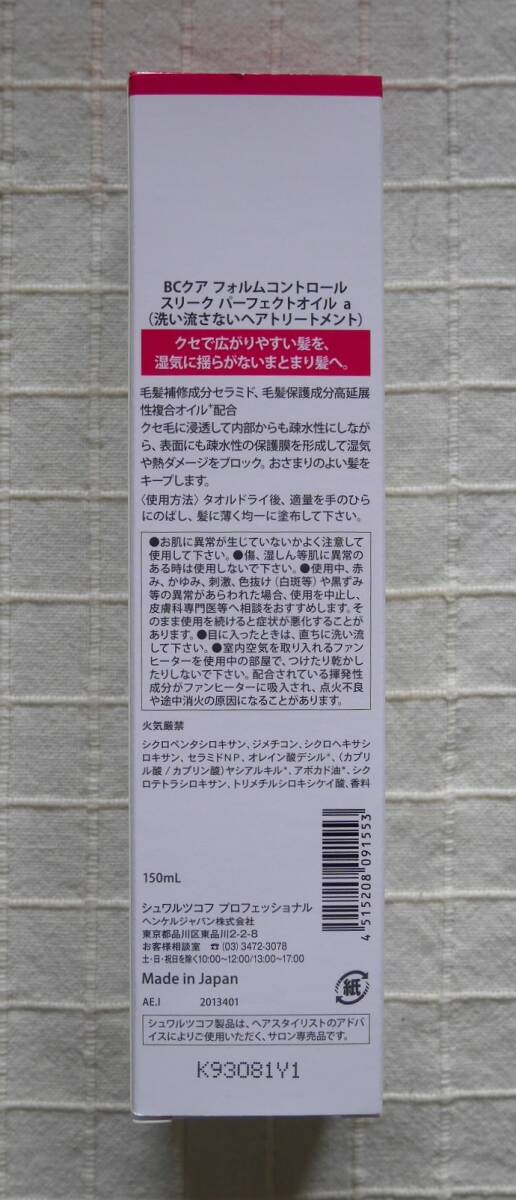 BCクア フォルムコントロール
スリーク パーフェクトオイル a
(洗い流さないヘアトリートメント)
クセで広がりやすい髪を、
湿気に揺らがないまとまり髪へ。
毛髪補修成分セラミド、毛髪保護成分高延展
性複合オイル*配合
クセ毛に浸透して内部からも疎水性にしなが
ら、表面にも疎水性の保護膜を形成して湿気
や熱ダメージをブロック。おさまりのよい髪を
キープします。
〈使用方法〉タオルドライ後、適量を手のひら
にのばし、髪に薄く均一に塗布して下さい。
●お肌に異常が生じていないかよく注意して
使用して下さい。●傷、湿しん等肌に異常の
ある時は使用しないで下さい。●使用中、赤
み、かゆみ、刺激、色抜け(白斑等)や黒ずみ
等の異常があらわれた場合、使用を中止し、
皮膚科専門医等へ相談をおすすめします。そ
のまま使用を続けると症状が悪化することが
あります。●目に入ったときは、直ちに洗い流
して下さい。●室内空気を取り入れるファン
ヒーターを使用中の部屋で、つけたり乾かし
たりしないで下さい。配合されている揮発性
成分がファンヒーターに吸入され、点火不良
や途中消火の原因になることがあります。
火気厳禁
シクロペンタシロキサン、ジメチコン、シクロヘキサシ
ロキサン、セラミドNP、オレイン酸デシル*、(カプリ
ル酸/カプリン酸)ヤシアルキル*、アボカド油*、シク
ロテトラシロキサン、トリメチルシロキシケイ酸、香料
150mL
4 515208 091553
シュワルツコフ プロフェッショナル
ヘンケルジャパン株式会社
東京都品川区東品川2-2-8
お客様相談室 ☎(03)3472-3078
土・日・祝日を除く10:00~12:00/13:00~17:00
Made in Japan
紙
AE.I 2013401
シュワルツコフ製品は、ヘアスタイリストのアドバ
イスによりご使用いただく、サロン専売品です。
K93081Y1